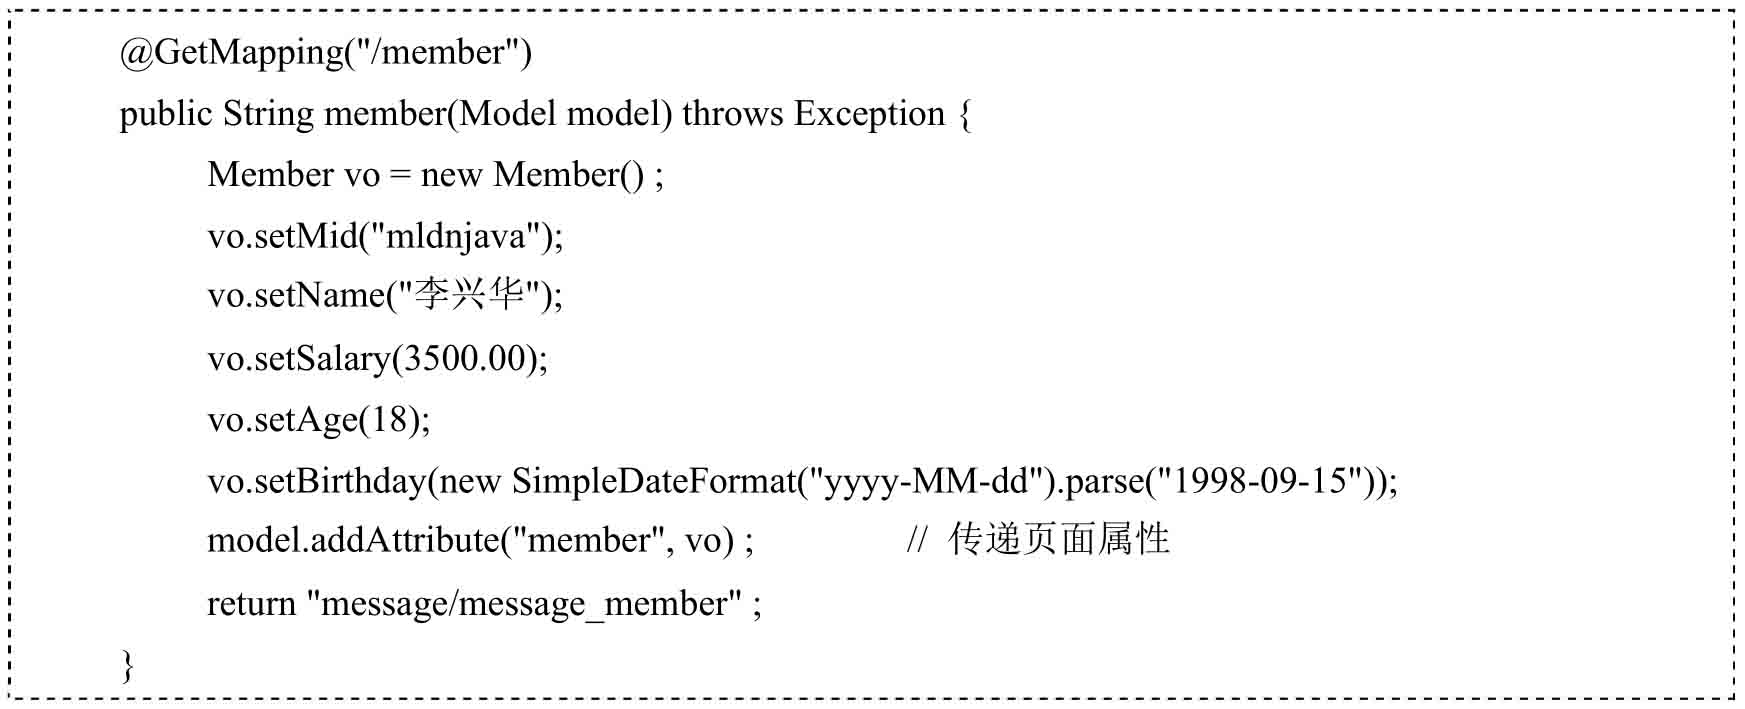 @GetMapping("/member")
public String member(Model model) throws Exception {
Member vo = new Member() ;
vo.setMid("mldnjava");
vo.setName("李兴华");
vo.setSalary(3500.00);
vo.setAge(18);
vo.setBirthday(new SimpleDateFormat("yyyy-MM-dd").parse("1998-09-15"));
model.addAttribute("member", vo) ; // 传递页面属性
return "message/message_member" ;
}